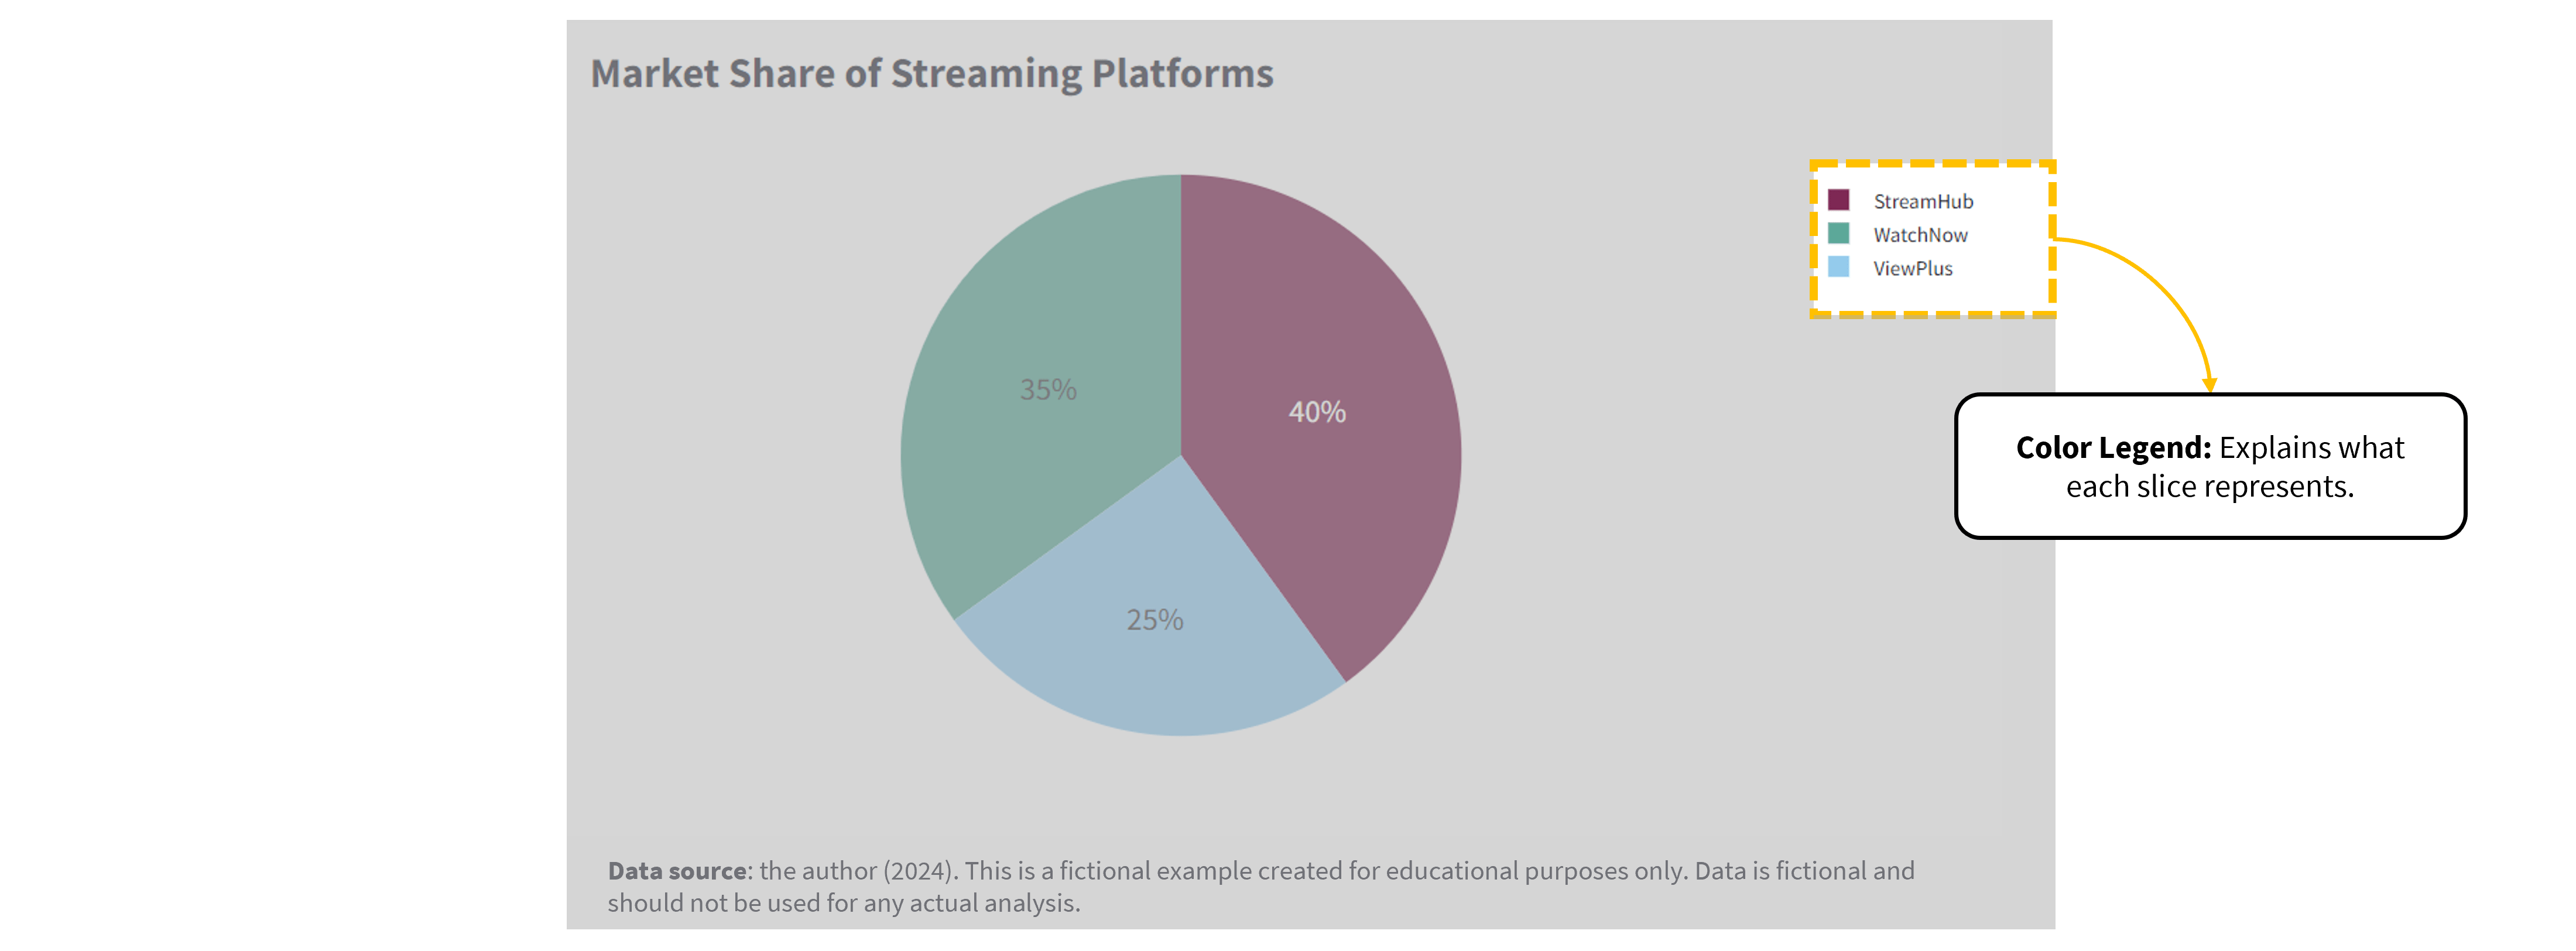 Market Share of Streaming Platforms
StreamHub
WatchNow
ViewPlus
35%
40%
25%
Color Legend: Explains what
each slice represents.
Data source: the author (2024). This is a fictional example created for educational purposes only. Data is fictional and
should not be used for any actual analysis.